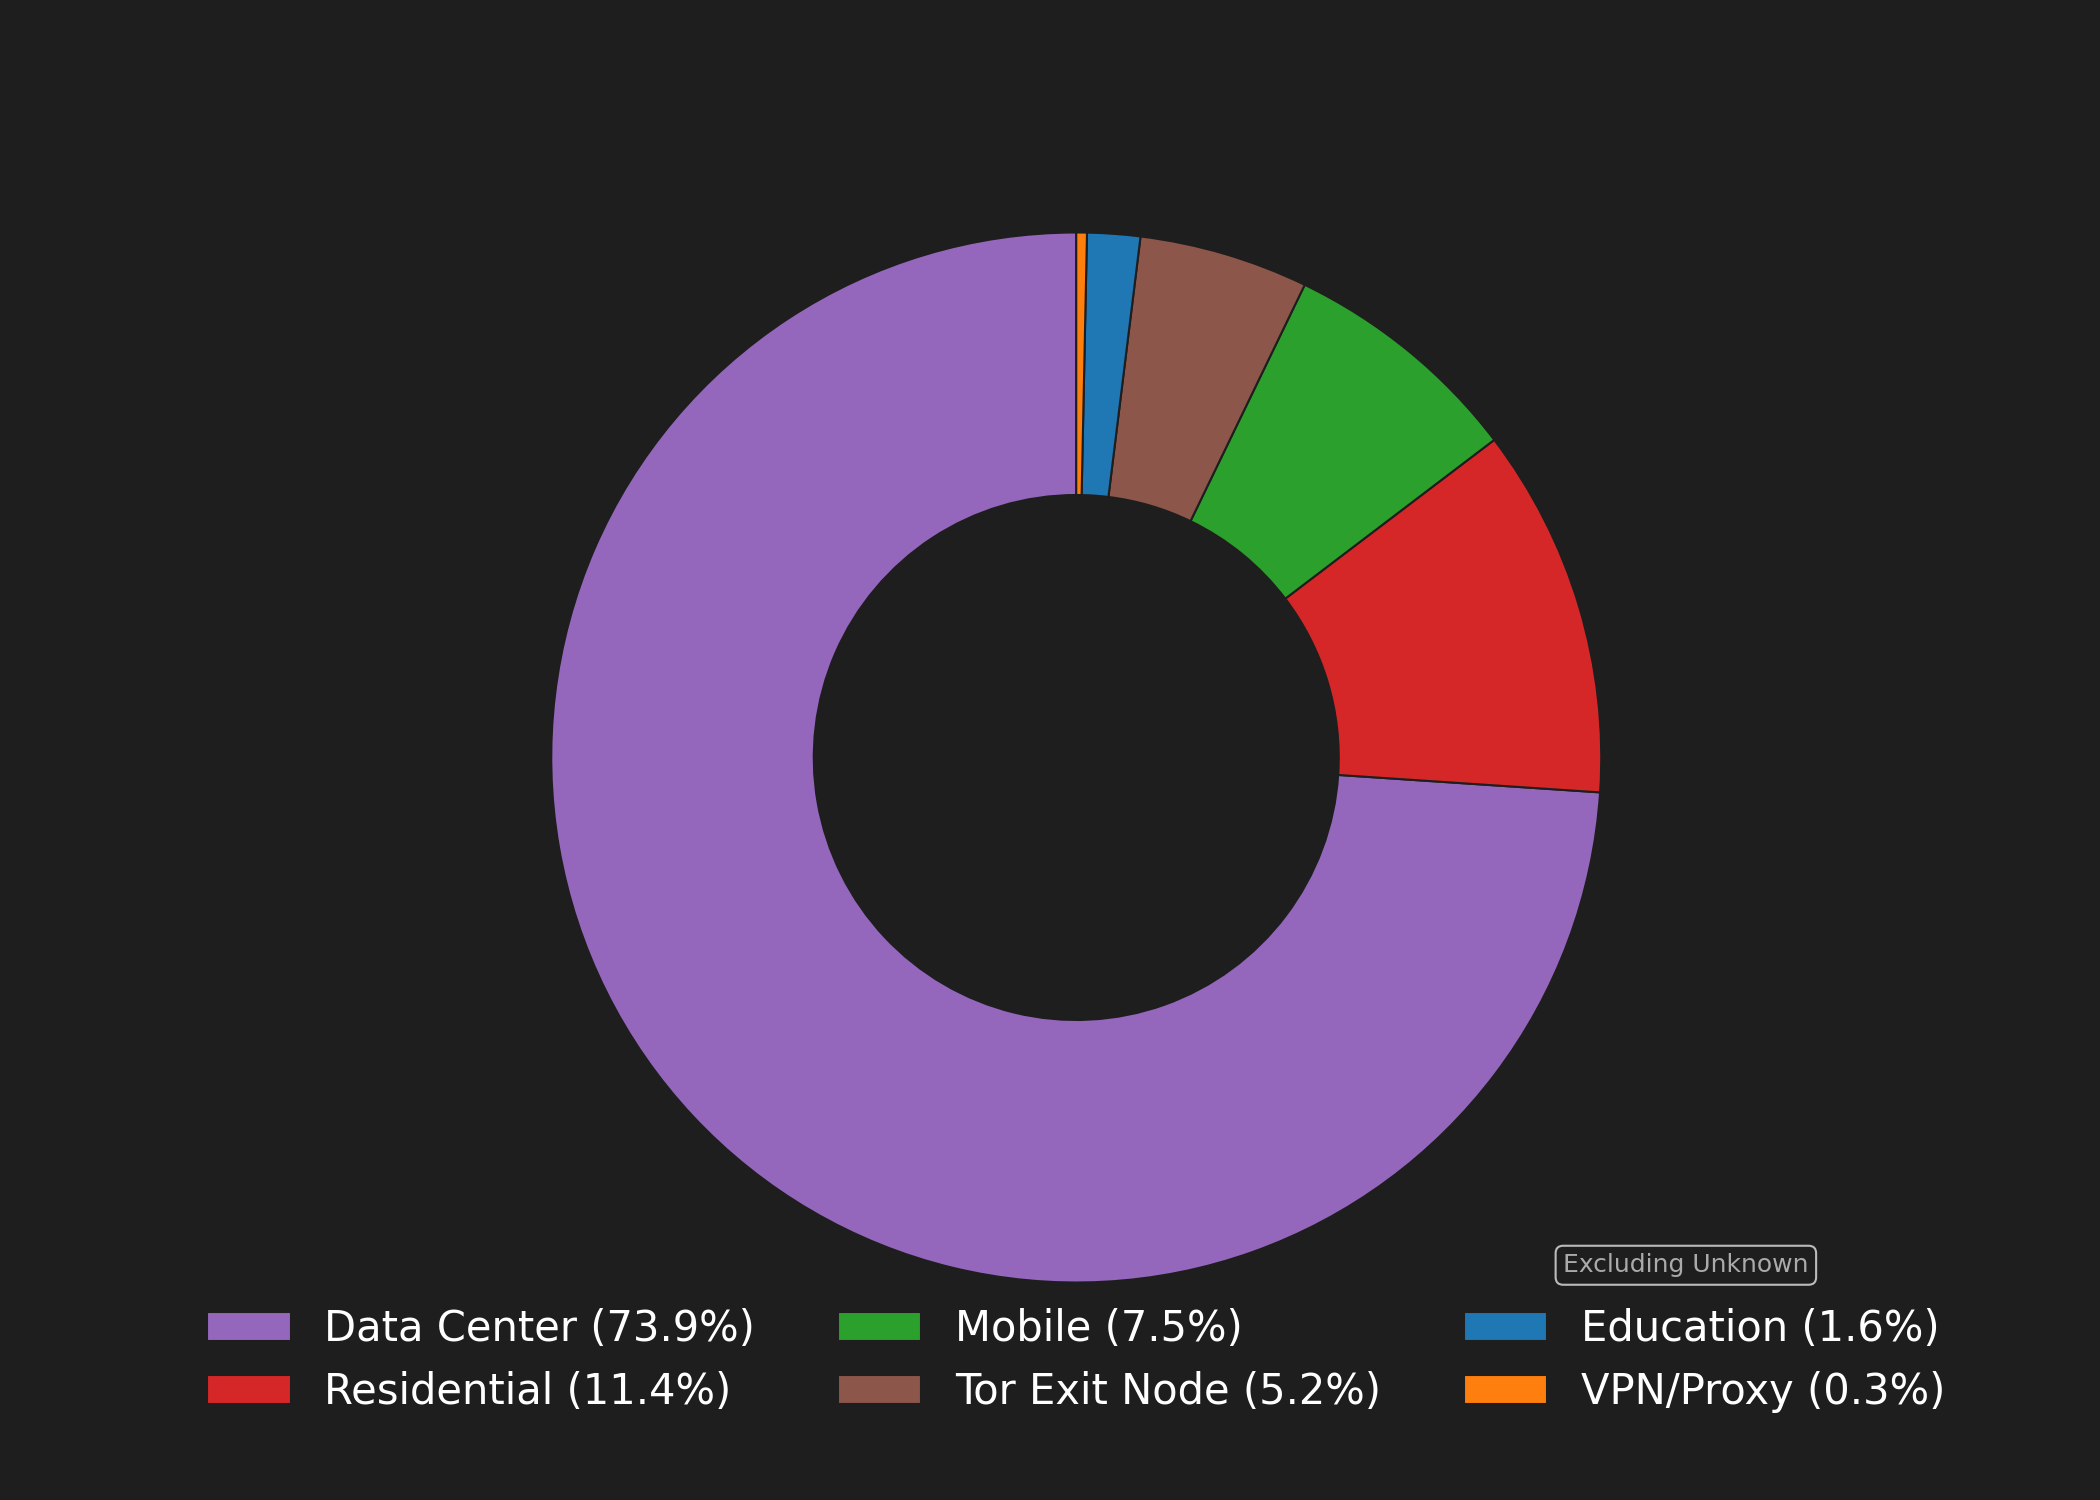 Excluding Unknown
Data Center (73.9%)
Mobile (7.5%)
Education (1.6%)
Residential (11.4%)
Tor Exit Node (5.2%)
VPN/Proxy (0.3%)